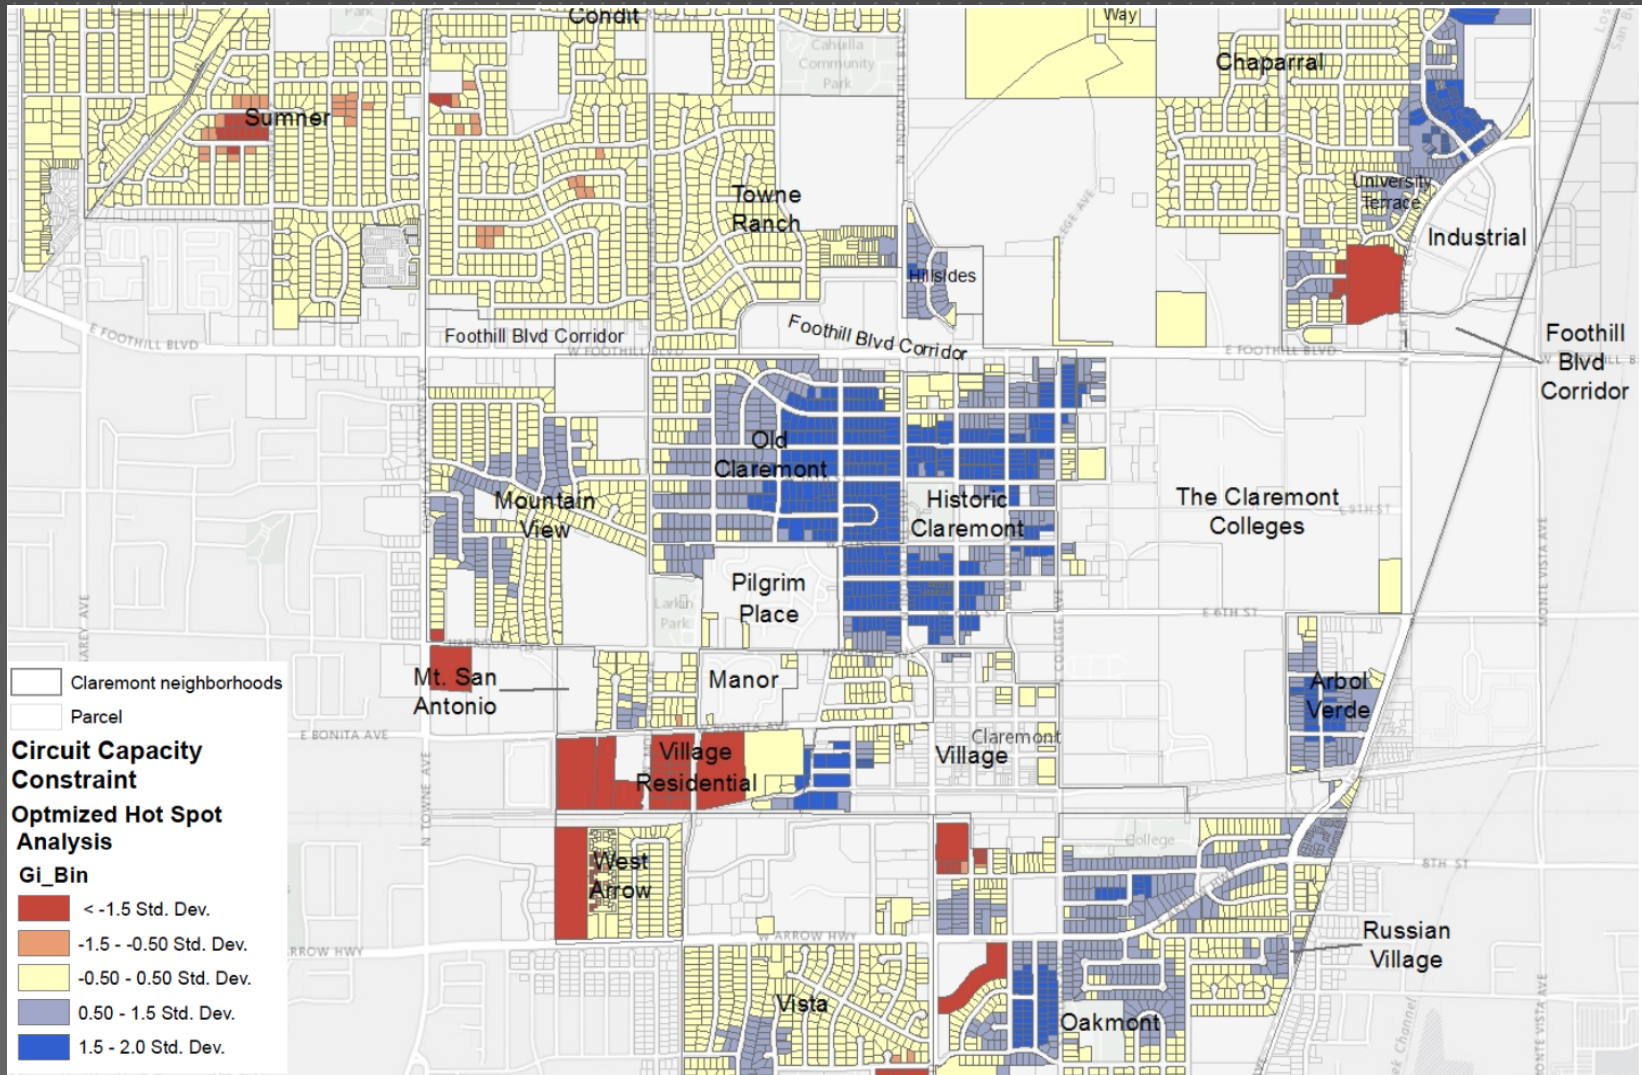 Condit
Way
Park
Cahuilla
Community
Park
Chaparral
Sumner
University
Terrace
Towne
Ranch
Industrial
Hillsides
Foothill Blvd Corridor
Foothill Blvd Corridor
E FOOTHILL BLVD
W FOOTHILL BLVD
E FOOTHILL BLVD
Foothill
Blvd
Corridor
Old
Claremont
Mountain
View
Historic
Claremont
The Claremont
Colleges
E 9TH ST
Pilgrim
Place
Larkin
Park
E 6TH ST
MONTE VISTA AVE
Mt. San
Antonio
Manor
Arbol
Verde
E BONITA AVE
BONITA AVE
Village
Residential
Claremont
Village
N TOWNE AVE
College
8TH ST
West
Arrow
W ARROW HWY
ARROW HWY
Russian
Village
Vista
Oakmont
Claremont neighborhoods
Parcel
Circuit Capacity
Constraint
Optmized Hot Spot
Analysis
Gi_Bin
< -1.5 Std. Dev.
-1.5 - -0.50 Std. Dev.
-0.50 - 0.50 Std. Dev.
0.50 - 1.5 Std. Dev.
1.5 - 2.0 Std. Dev.